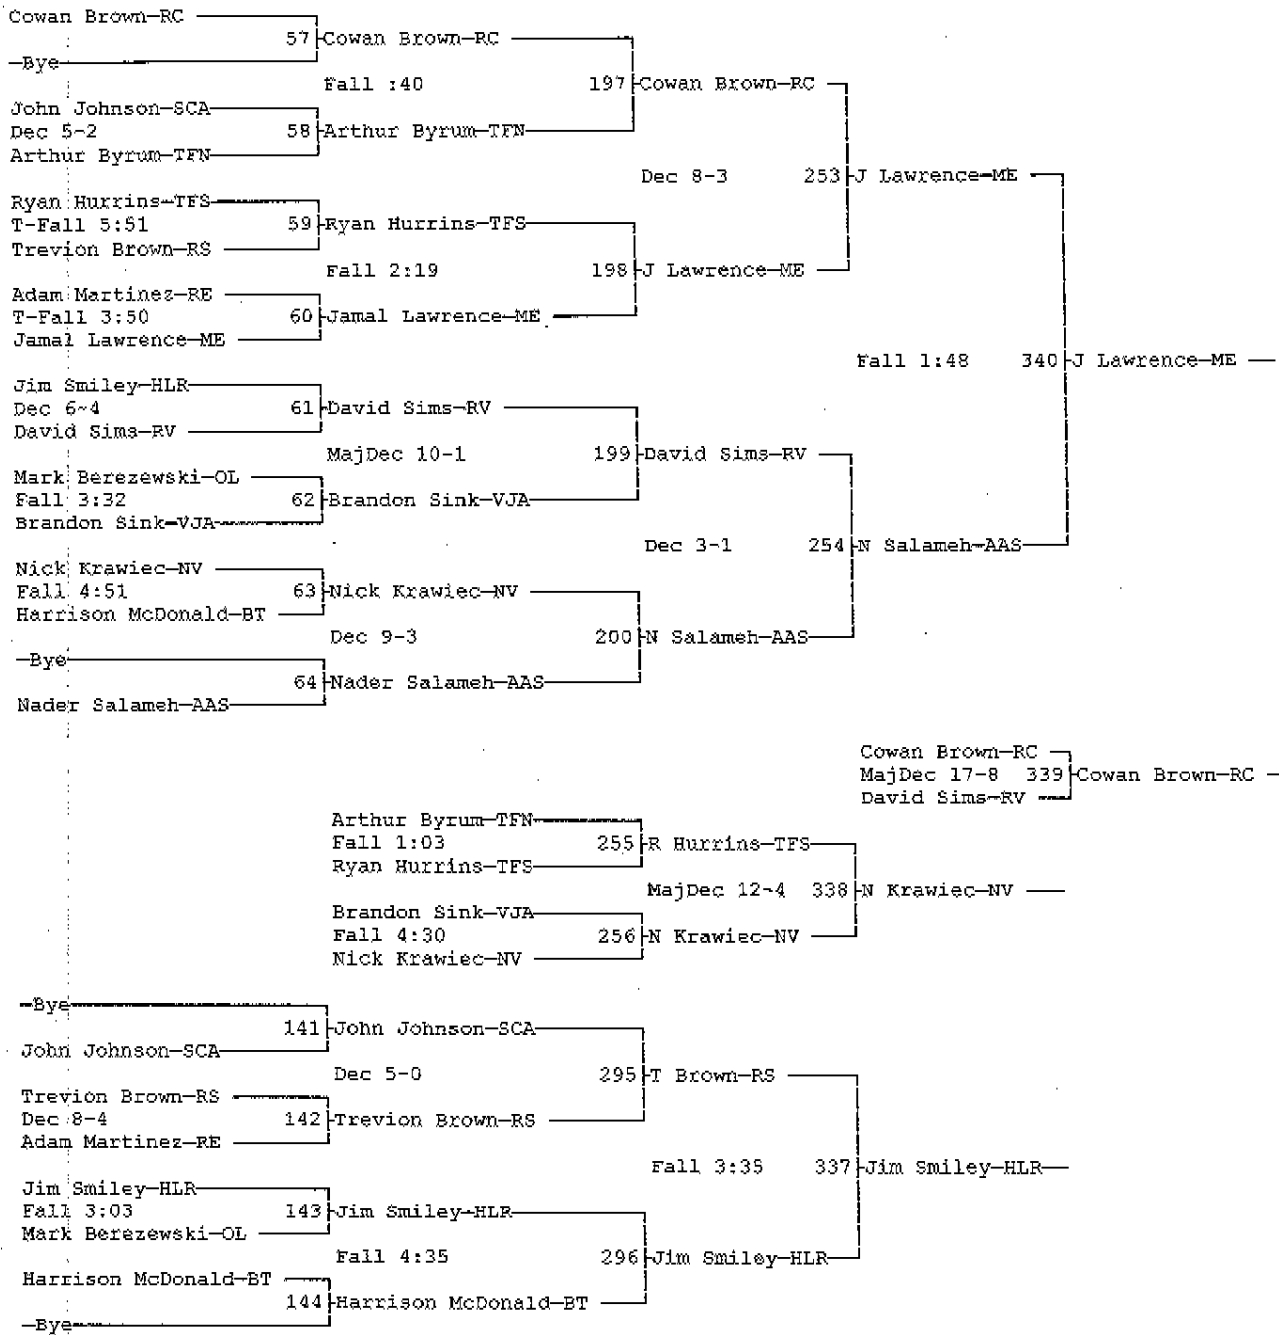 Cowan Brown—RC
57 Cowan Brown—RC
—Bye
Fall :40 197 Cowan Brown—RC
John Johnson—SCA
Dec 5-2 58 Arthur Byrum—TFN
Arthur Byrum—TFN
Dec 8-3 253 J Lawrence—ME
Ryan Hurrins—TFS
T-Fall 5:51 59 Ryan Hurrins—TFS
Trevion Brown—RS
Fall 2:19 198 J Lawrence—ME
Adam Martinez—RE
T-Fall 3:50 60 Jamal Lawrence—ME
Jamal Lawrence—ME
Fall 1:48 340 J Lawrence—ME
Jim Smiley—HLR
Dec 6-4 61 David Sims—RV
David Sims—RV
MajDec 10-1 199 David Sims—RV
Mark Berezewski—OL
Fall 3:32 62 Brandon Sink—VJA
Brandon Sink—VJA
Dec 3-1 254 N Salameh—AAS
Nick Krawiec—NV
Fall 4:51 63 Nick Krawiec—NV
Harrison McDonald—BT
Dec 9-3 200 N Salameh—AAS
—Bye
64 Nader Salameh—AAS
Nader Salameh—AAS
Cowan Brown—RC
MajDec 17-8 339 Cowan Brown—RC
David Sims—RV
Arthur Byrum—TFN
Fall 1:03 255 R Hurrins—TFS
Ryan Hurrins—TFS
MajDec 12-4 338 N Krawiec—NV
Brandon Sink—VJA
Fall 4:30 256 N Krawiec—NV
Nick Krawiec—NV
—Bye
141 John Johnson—SCA
John Johnson—SCA
Dec 5-0 295 T Brown—RS
Trevion Brown—RS
Dec 8-4 142 Trevion Brown—RS
Adam Martinez—RE
Fall 3:35 337 Jim Smiley—HLR
Jim Smiley—HLR
Fall 3:03 143 Jim Smiley—HLR
Mark Berezewski—OL
Fall 4:35 296 Jim Smiley—HLR
Harrison McDonald—BT
144 Harrison McDonald—BT
—Bye